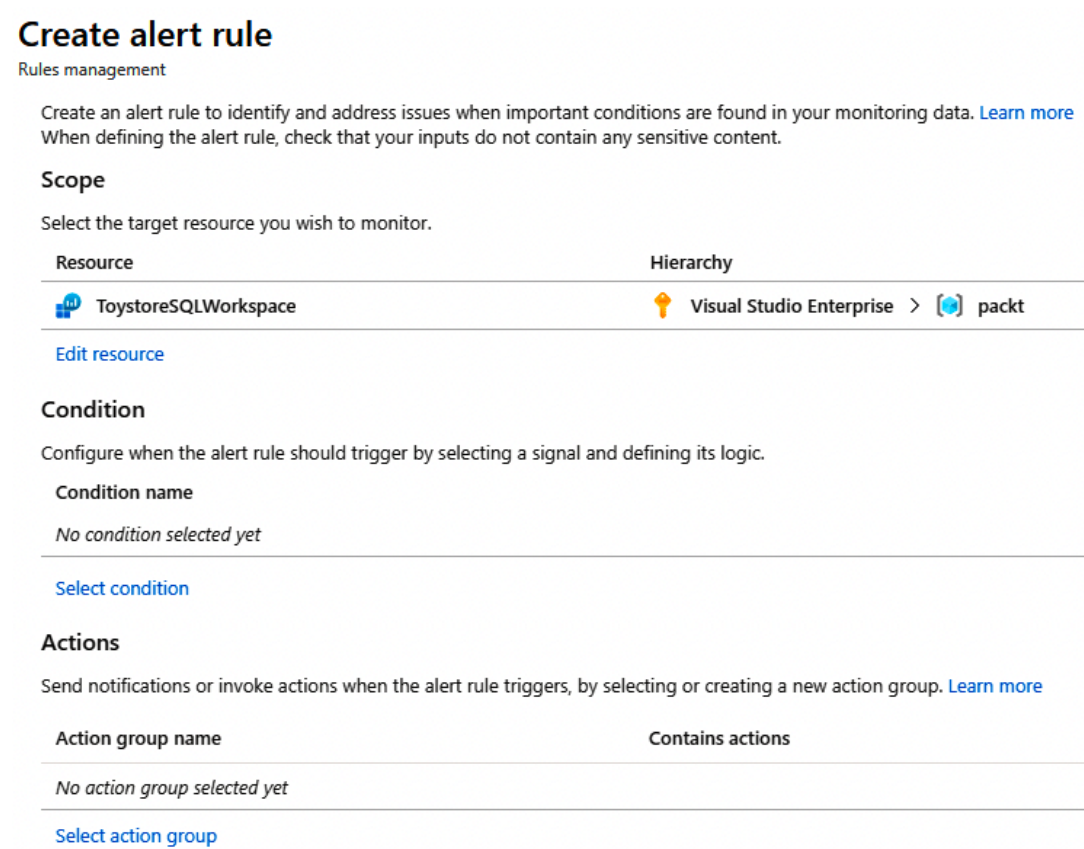 Create alert rule
Rules management
Create an alert rule to identify and address issues when important conditions are found in your monitoring data. Learn more
When defining the alert rule, check that your inputs do not contain any sensitive content.
Scope
Select the target resource you wish to monitor.
Resource Hierarchy
ToystoreSQLWorkspace Visual Studio Enterprise > packt
Edit resource
Condition
Configure when the alert rule should trigger by selecting a signal and defining its logic.
Condition name
No condition selected yet
Select condition
Actions
Send notifications or invoke actions when the alert rule triggers, by selecting or creating a new action group. Learn more
Action group name Contains actions
No action group selected yet
Select action group